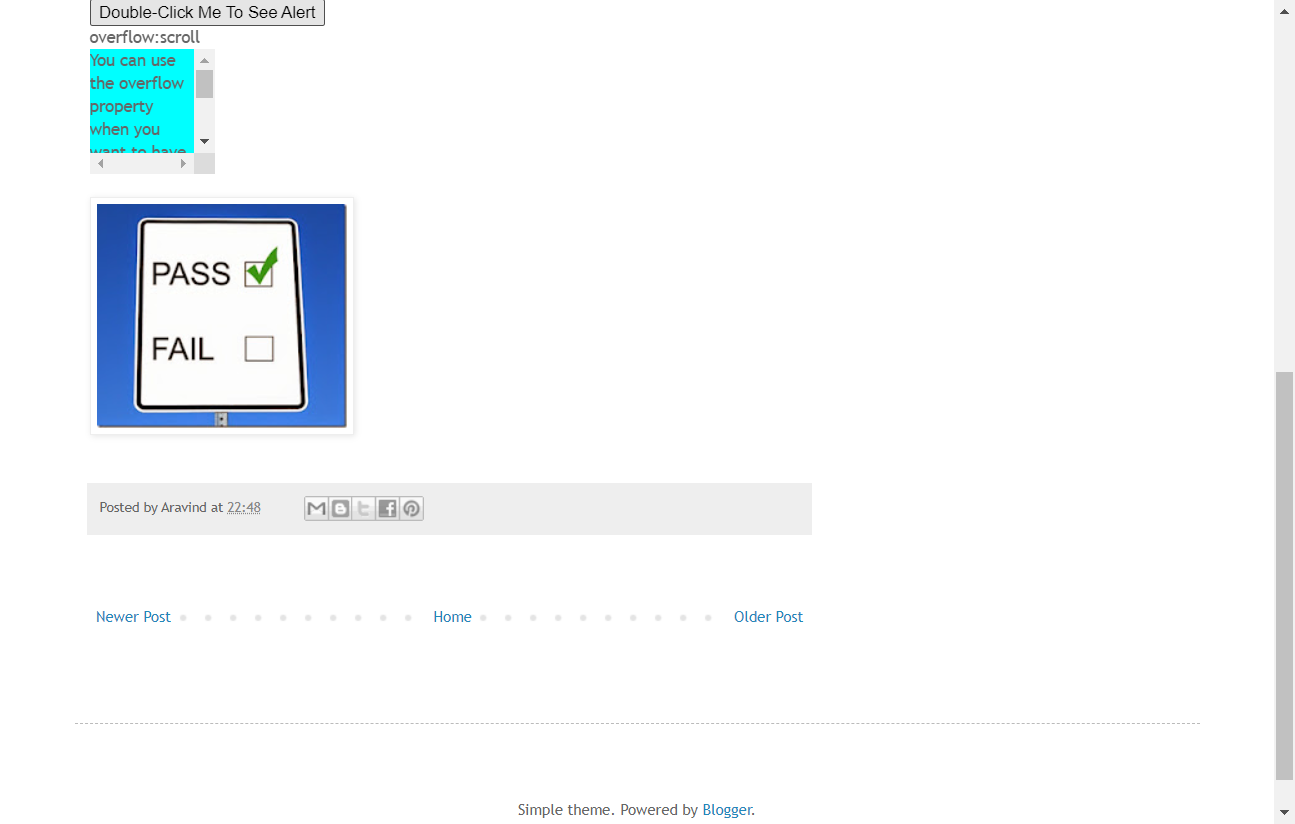 Double-Click Me To See Alert
overflow:scroll
You can use
the overflow
property
when you
want to have
PASS
FAIL
Posted by Aravind at 22:48
Newer Post
Home
Older Post
Simple theme. Powered by Blogger.